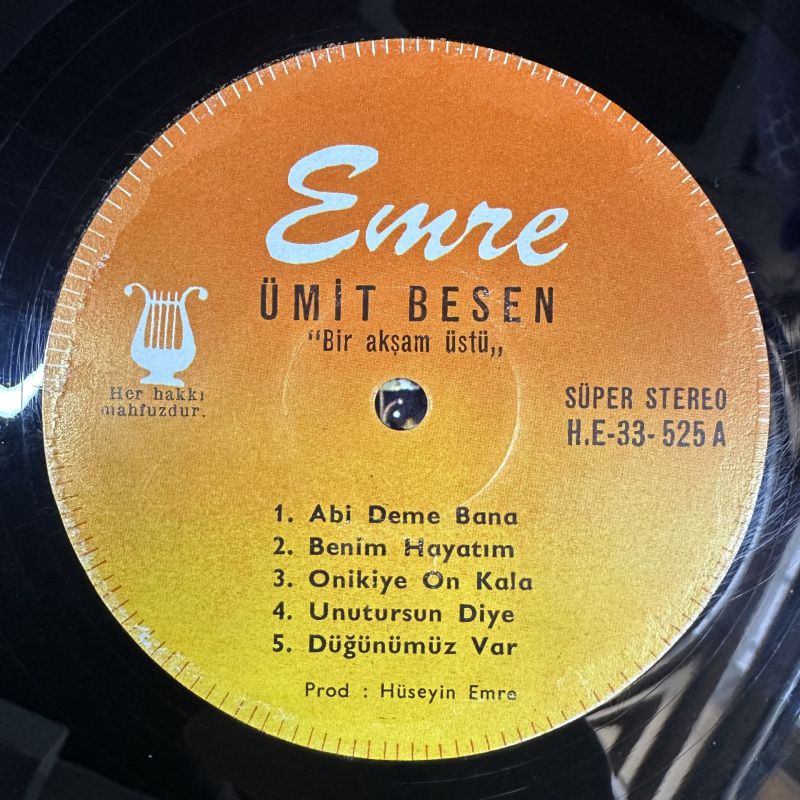 Emre
ÜMİT BESEN
“Bir akşam üstü„
Her hakkı
mahfuzdur.
SÜPER STEREO
H.E-33-525 A
1. Abi Deme Bana
2. Benim Hayatım
3. Onikiye On Kala
4. Unutursun Diye
5. Düğünümüz Var
Prod : Hüseyin Emre